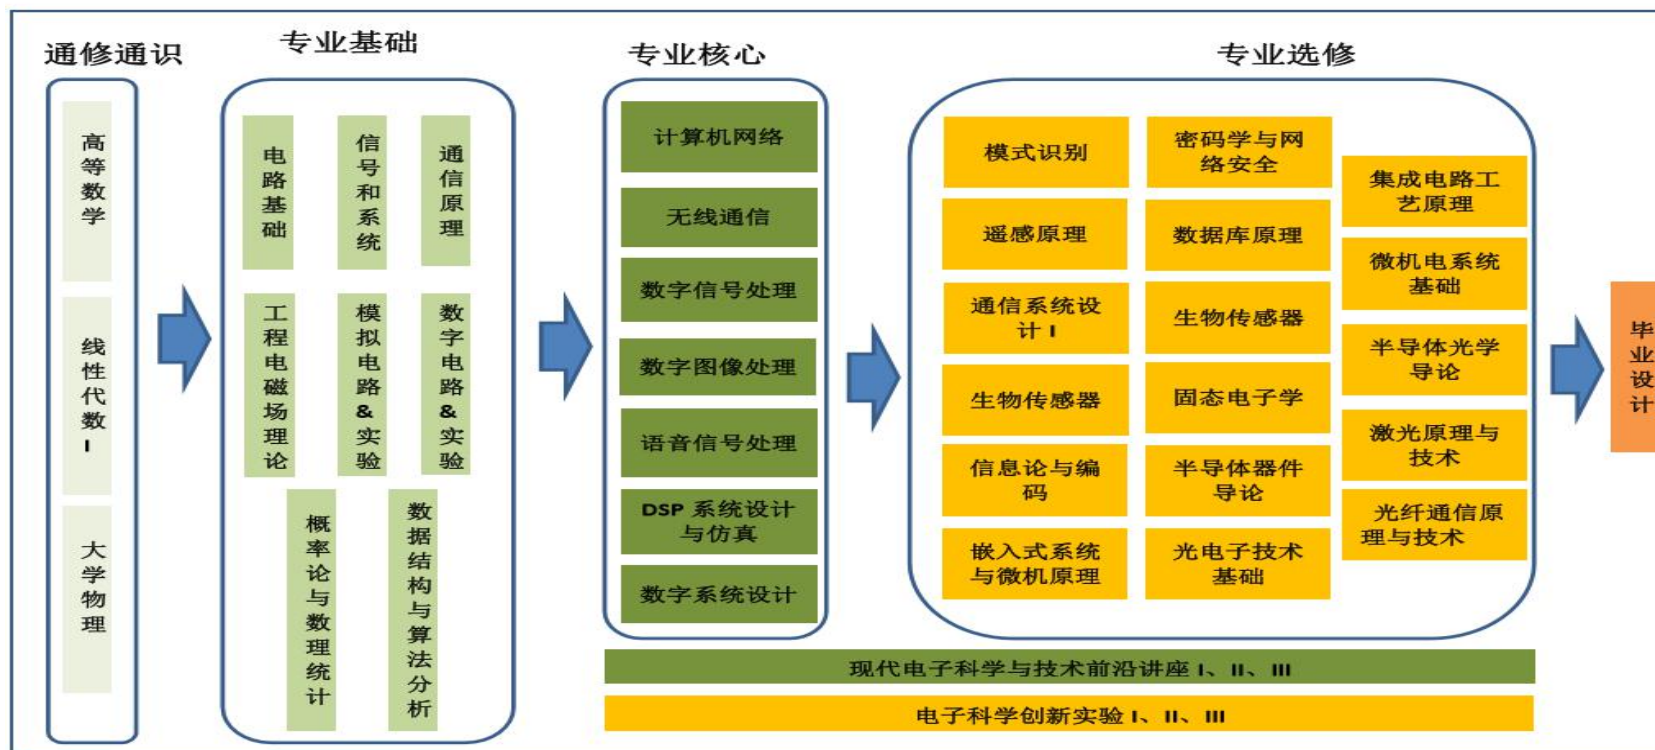 通修通识
专业基础
专业核心
专业选修
高等数学
线性代数 I
大学物理
电路基础
信号和系统
通信原理
工程电磁场理论
模拟电路&实验
数字电路&实验
概率论与数理统计
数据结构与算法分析
计算机网络
无线通信
数字信号处理
数字图像处理
语音信号处理
DSP 系统设计
与仿真
数字系统设计
模式识别
遥感原理
通信系统设
计 I
生物传感器
信息论与编
码
嵌入式系统
与微机原理
密码学与网
络安全
数据库原理
生物传感器
固态电子学
半导体器件
导论
光电子技术
基础
集成电路工
艺原理
微机电系统
基础
半导体光学
导论
激光原理与
技术
光纤通信原
理与技术
毕业设计
现代电子科学与技术前沿讲座 I、II、III
电子科学创新实验 I、II、III